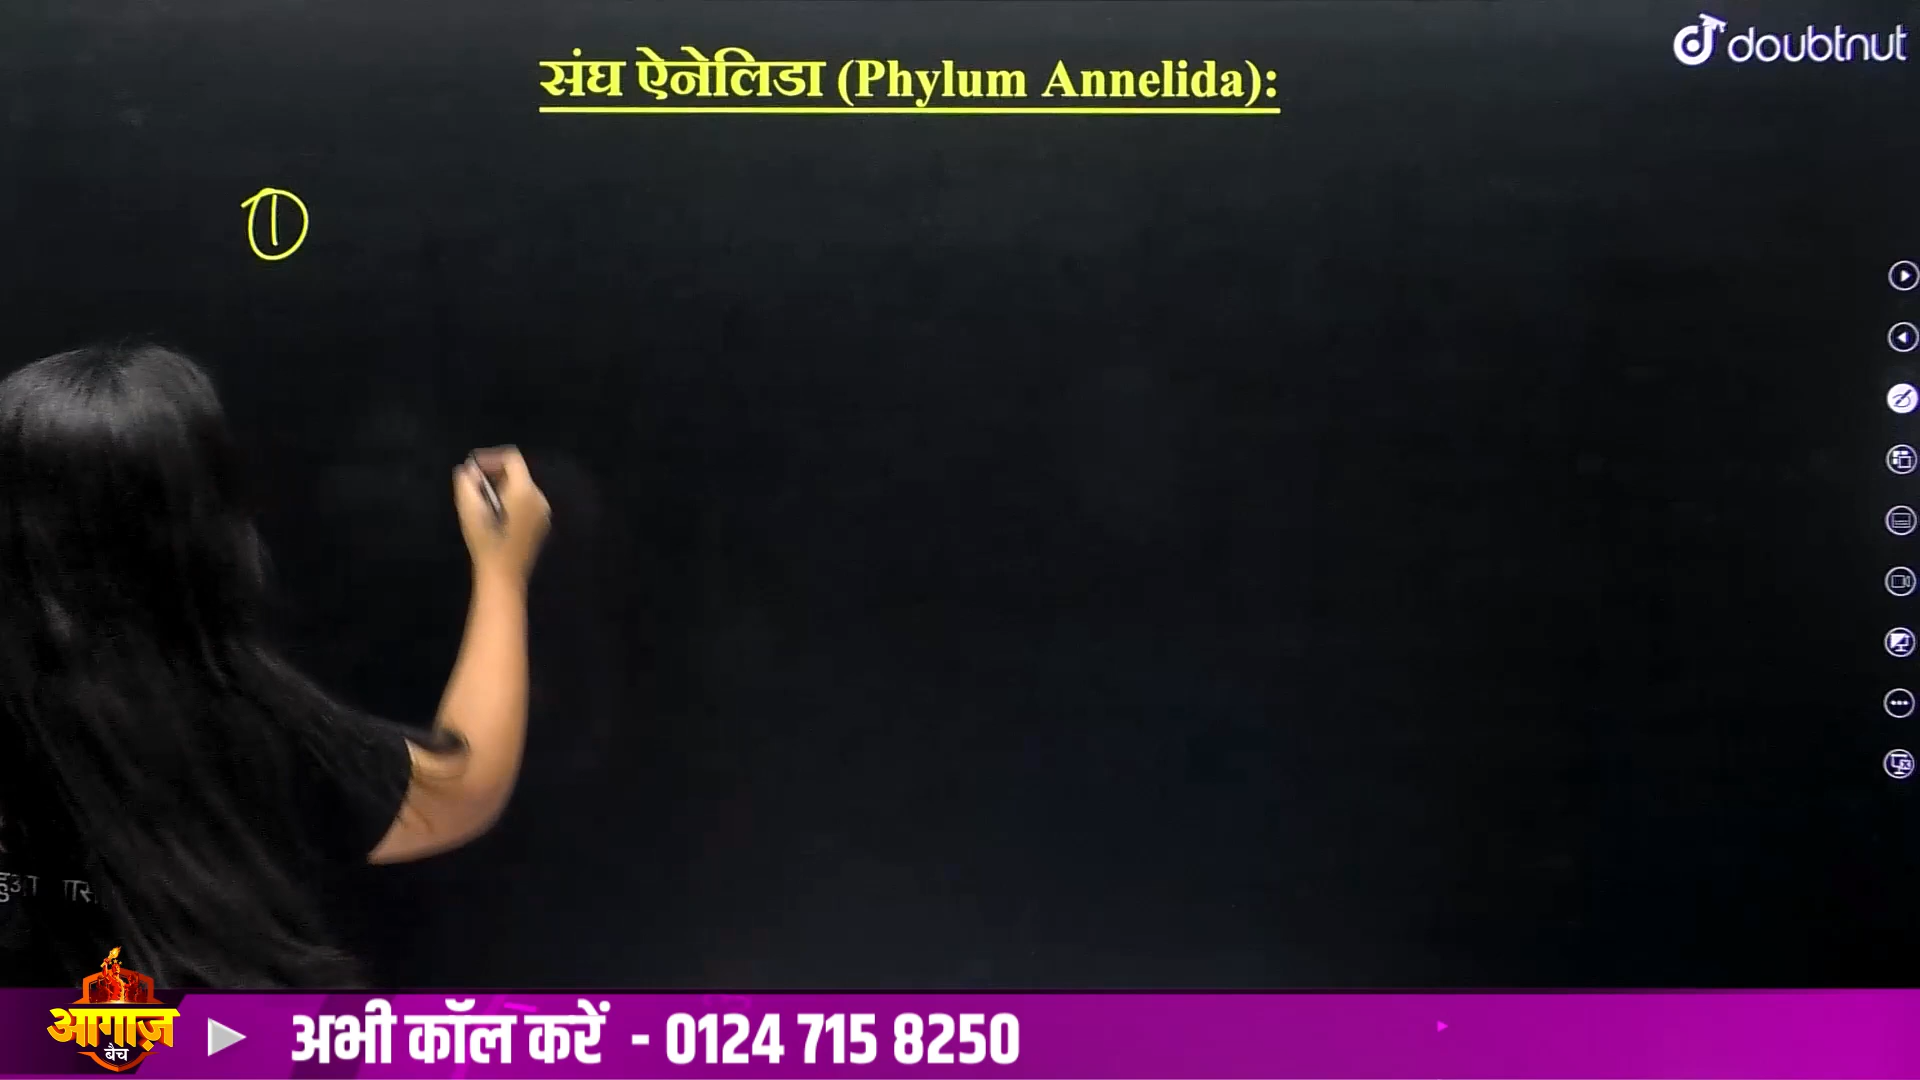 doubtnut
संघ ऐनेलिडा (Phylum Annelida):
1
आगाज़
बैच
अभी कॉल करें - 0124 715 8250